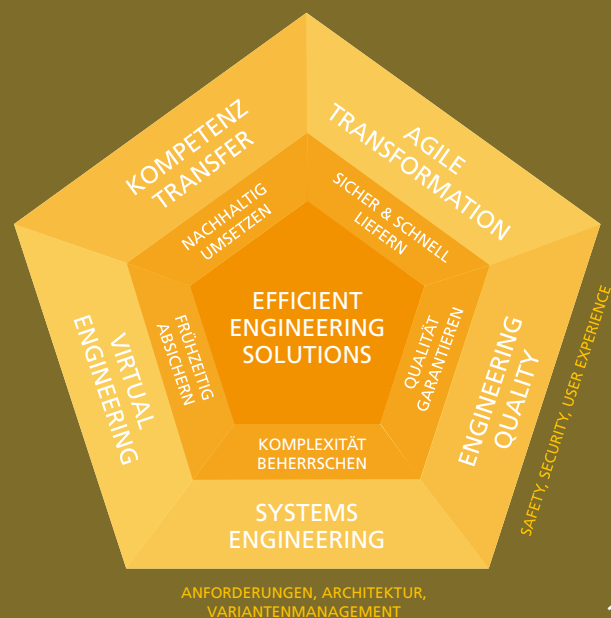 KOMPETENZ
TRANSFER
AGILE
TRANSFORMATION
NACHHALTIG
UMSETZEN
SICHER & SCHNELL
LIEFERN
EFFICIENT
ENGINEERING
SOLUTIONS
VIRTUAL
ENGINEERING
FRÜHZEITIG
ABSICHERN
QUALITÄT
GARANTIEREN
ENGINEERING
QUALITY
SAFETY, SECURITY, USER EXPERIENCE
KOMPLEXITÄT
BEHERRSCHEN
SYSTEMS
ENGINEERING
ANFORDERUNGEN, ARCHITEKTUR,
VARIANTENMANAGEMENT